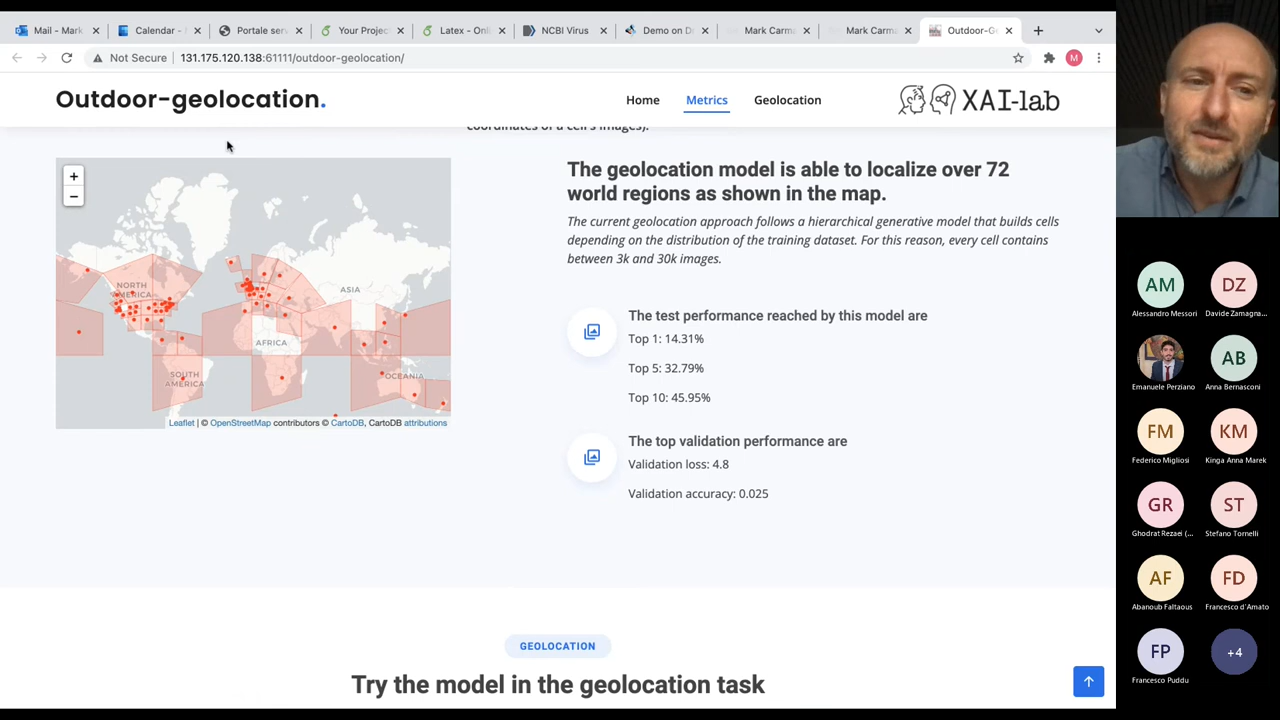 Mail - Mark
Calendar -
Portale ser
Your Projec
Latex - Onl
NCBI Virus
Demo on D
Mark Carm
Mark Carma
Outdoor-G
Not Secure
131.175.120.138:61111/outdoor-geolocation/
M
Outdoor-geolocation.
Home
Metrics
Geolocation
XAI-lab
coordinates of a cell's images).
+
−
NORTH
AMERICA
ASIA
AFRICA
SOUTH
AMERICA
OCEANIA
Leaflet | © OpenStreetMap contributors © CartoDB, CartoDB attributions
The geolocation model is able to localize over 72
world regions as shown in the map.
The current geolocation approach follows a hierarchical generative model that builds cells
depending on the distribution of the training dataset. For this reason, every cell contains
between 3k and 30k images.
The test performance reached by this model are
Top 1: 14.31%
Top 5: 32.79%
Top 10: 45.95%
The top validation performance are
Validation loss: 4.8
Validation accuracy: 0.025
GEOLOCATION
Try the model in the geolocation task
AM
DZ
Alessandro Messori
Davide Zamagna...
AB
Emanuele Perziano
Anna Bernasconi
FM
KM
Federico Migliosi
Kinga Anna Marek
GR
ST
Ghodrat Rezaei (...
Stefano Tornelli
AF
FD
Abanoub Faltaous
Francesco d'Amato
FP
+4
Francesco Puddu